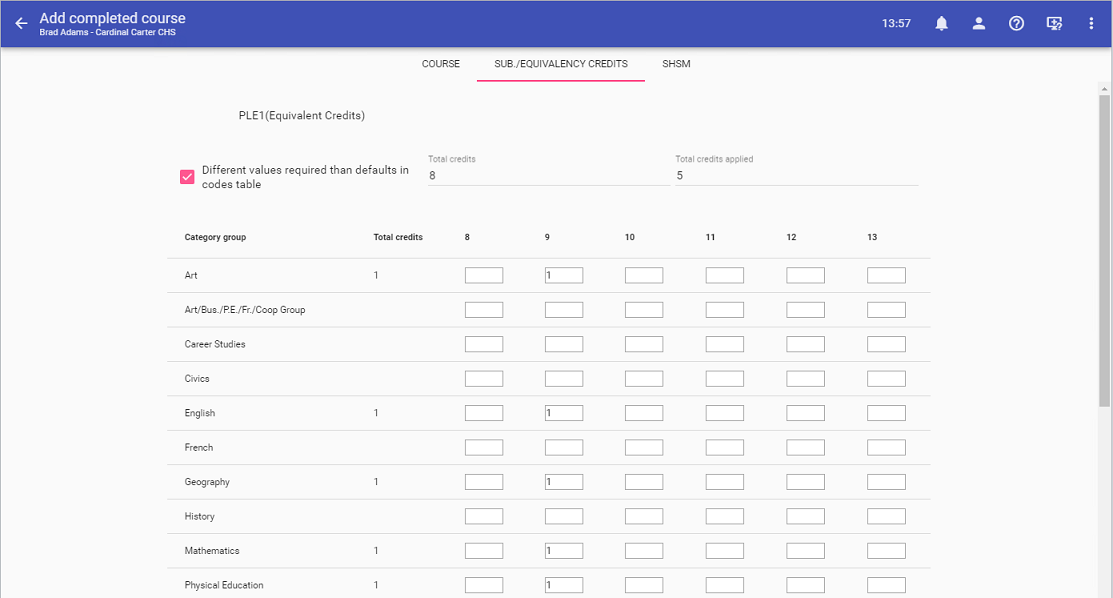 Add completed course
Brad Adams - Cardinal Carter CHS
13:57
COURSE SUB./EQUIVALENCY CREDITS SHSM
PLE1(Equivalent Credits)
Different values required than defaults in
codes table
Total credits
8
Total credits applied
5
Category group Total credits 8 9 10 11 12 13
Art 1 1
Art/Bus./P.E./Fr./Coop Group
Career Studies
Civics
English 1 1
French
Geography 1 1
History
Mathematics 1 1
Physical Education 1 1